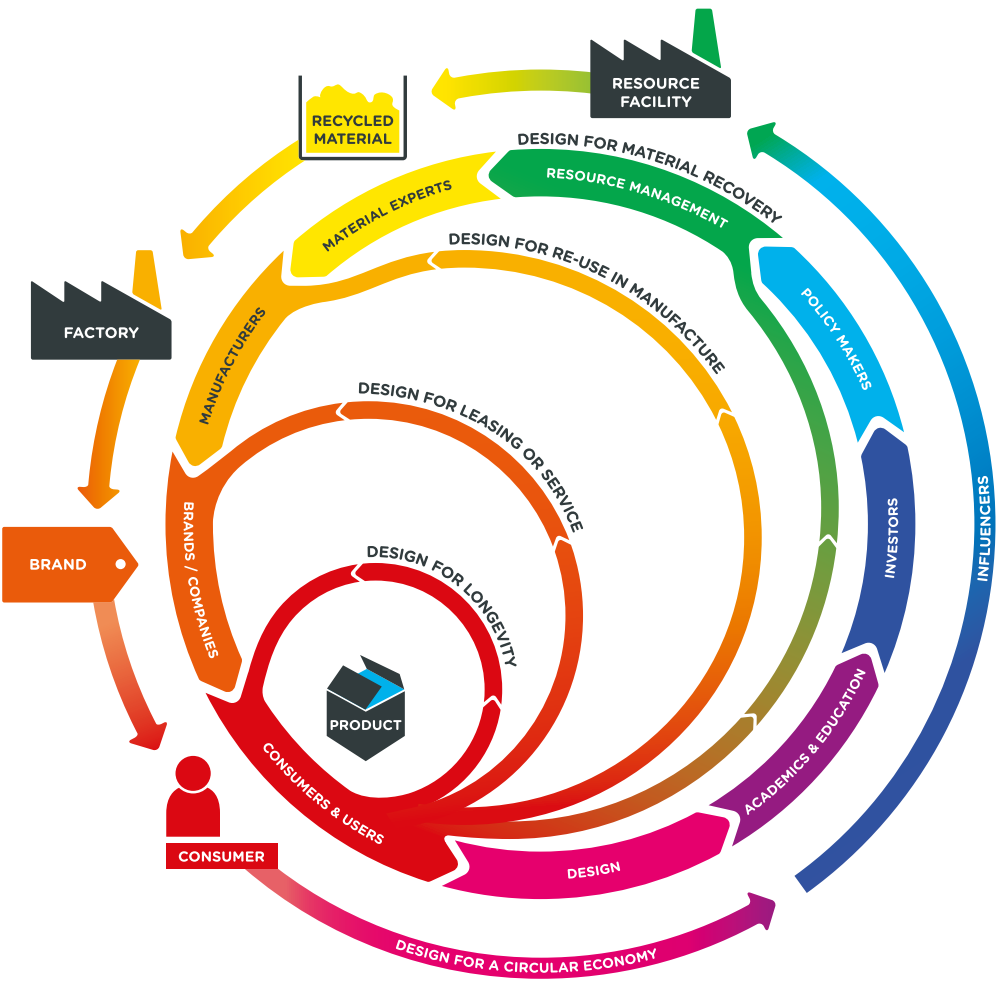 RESOURCE
FACILITY
RECYCLED
MATERIAL
DESIGN FOR MATERIAL RECOVERY
RESOURCE MANAGEMENT
MATERIAL EXPERTS
DESIGN FOR RE-USE IN MANUFACTURE
POLICY MAKERS
FACTORY
MANUFACTURERS
DESIGN FOR LEASING OR SERVICE
INFLUENCERS
INVESTORS
BRANDS / COMPANIES
BRAND
DESIGN FOR LONGEVITY
PRODUCT
ACADEMICS & EDUCATION
CONSUMERS & USERS
CONSUMER
DESIGN
DESIGN FOR A CIRCULAR ECONOMY